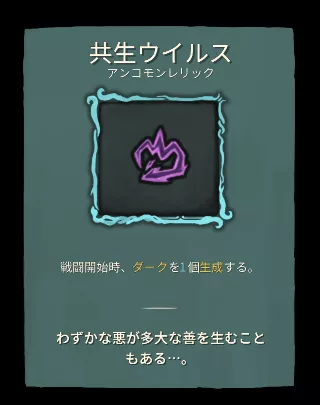 共生ウイルス
アンコモンレリック
戦闘開始時、ダークを1個生成する。
わずかな悪が多大な善を生むこと
もある…。